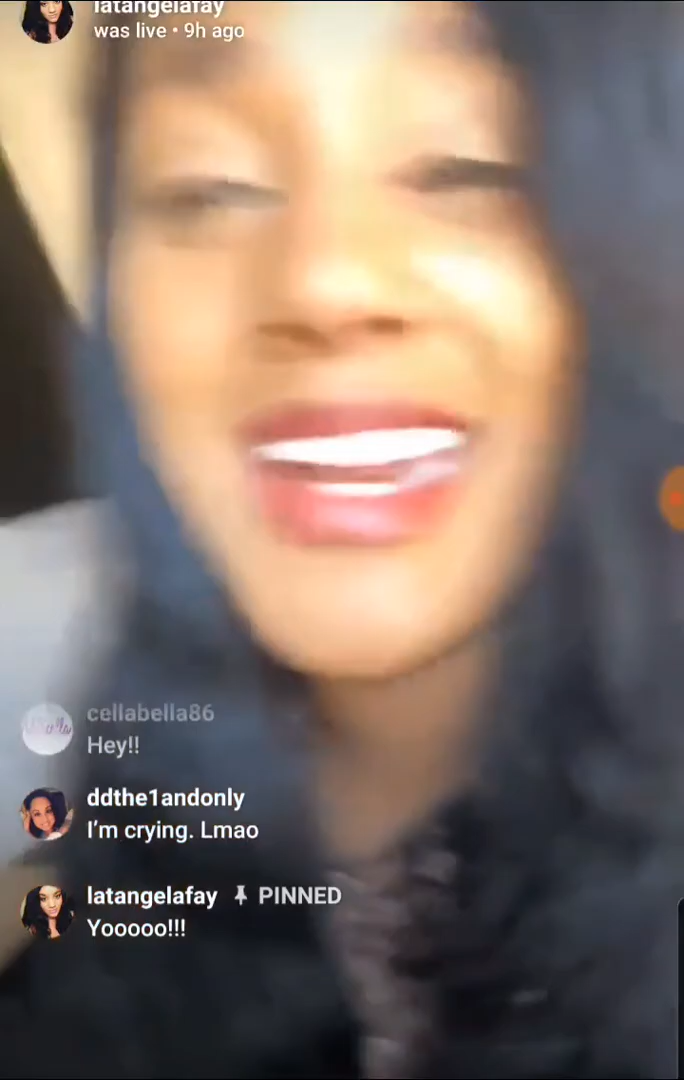 latangelafay
was live • 9h ago
cellabella86
Hey!!
ddthe1andonly
I’m crying. Lmao
latangelafay PINNED
Yooooo!!!